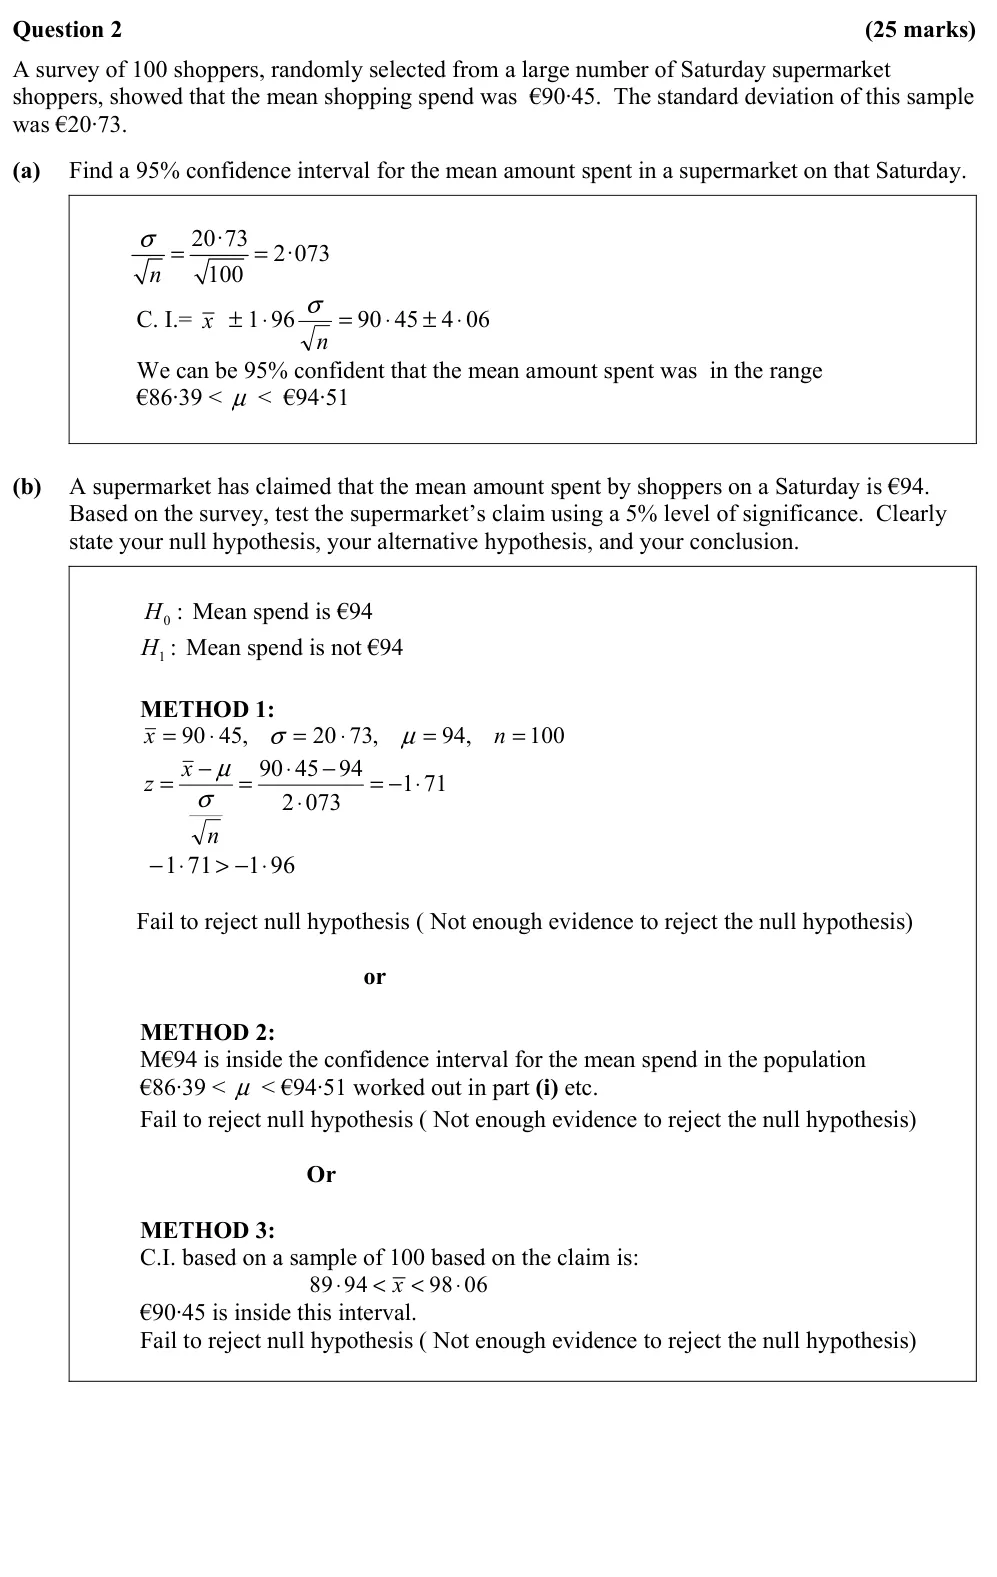 Question 2 (25 marks)
A survey of 100 shoppers, randomly selected from a large number of Saturday supermarket
shoppers, showed that the mean shopping spend was €90·45. The standard deviation of this sample
was €20·73.
(a) Find a 95% confidence interval for the mean amount spent in a supermarket on that Saturday.
σ/√n = 20·73/√100 = 2·073
C. I.= x̅ ± 1·96 σ/√n = 90·45 ± 4·06
We can be 95% confident that the mean amount spent was in the range
€86·39 < μ < €94·51
(b) A supermarket has claimed that the mean amount spent by shoppers on a Saturday is €94.
Based on the survey, test the supermarket’s claim using a 5% level of significance. Clearly
state your null hypothesis, your alternative hypothesis, and your conclusion.
H₀ : Mean spend is €94
H₁ : Mean spend is not €94
METHOD 1:
x̅ = 90·45, σ = 20·73, μ = 94, n = 100
z = (x̅ − μ)/(σ/√n) = (90·45 − 94)/2·073 = −1·71
−1·71 > −1·96
Fail to reject null hypothesis ( Not enough evidence to reject the null hypothesis)
or
METHOD 2:
M€94 is inside the confidence interval for the mean spend in the population
€86·39 < μ < €94·51 worked out in part (i) etc.
Fail to reject null hypothesis ( Not enough evidence to reject the null hypothesis)
Or
METHOD 3:
C.I. based on a sample of 100 based on the claim is:
89·94 < x̅ < 98·06
€90·45 is inside this interval.
Fail to reject null hypothesis ( Not enough evidence to reject the null hypothesis)